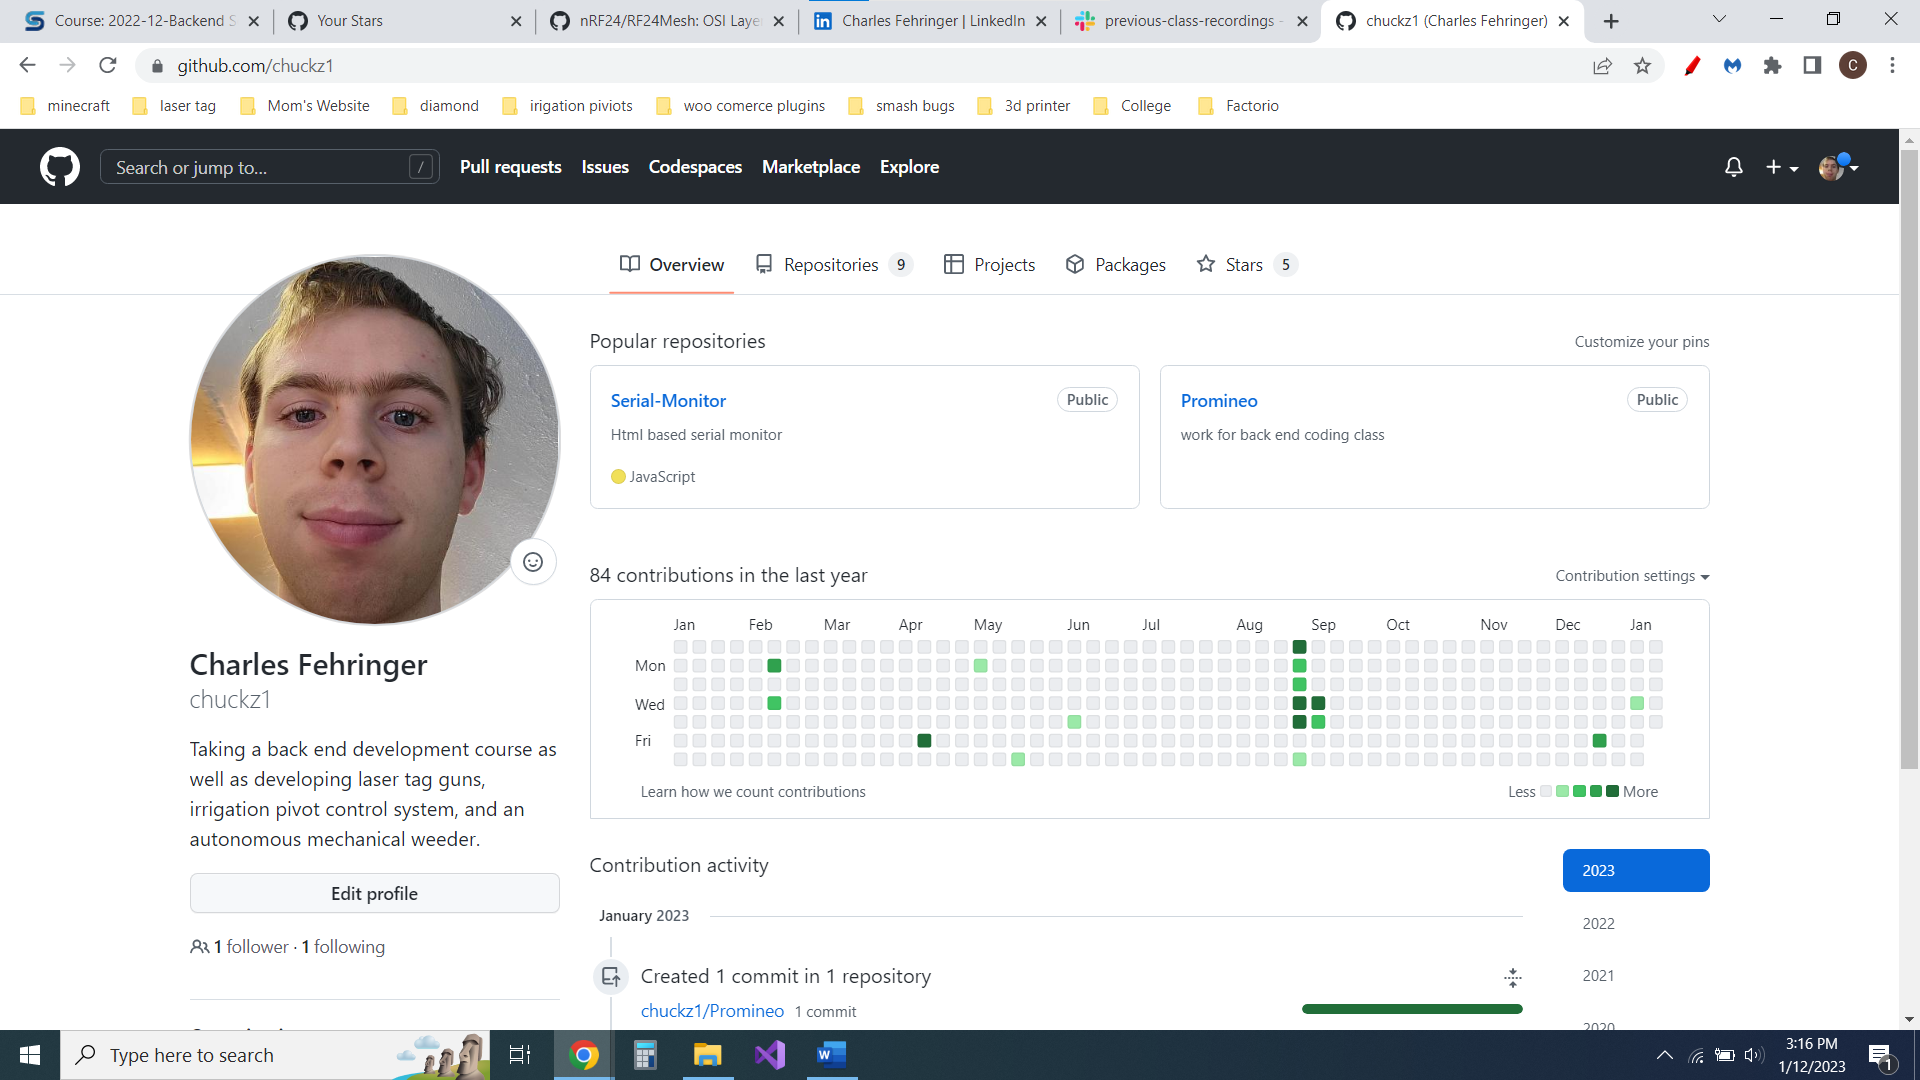 Course: 2022-12-Backend S
Your Stars
nRF24/RF24Mesh: OSI Laye
Charles Fehringer | LinkedIn
previous-class-recordings -
chuckz1 (Charles Fehringer)
github.com/chuckz1
C
minecraft
laser tag
Mom's Website
diamond
irigation piviots
woo comerce plugins
smash bugs
3d printer
College
Factorio
Search or jump to...
/
Pull requests
Issues
Codespaces
Marketplace
Explore
Overview
Repositories 9
Projects
Packages
Stars 5
Popular repositories
Customize your pins
Serial-Monitor
Public
Html based serial monitor
JavaScript
Promineo
Public
work for back end coding class
84 contributions in the last year
Contribution settings
Jan Feb Mar Apr May Jun Jul Aug Sep Oct Nov Dec Jan
Mon
Wed
Fri
Learn how we count contributions
Less
More
Charles Fehringer
chuckz1
Taking a back end development course as
well as developing laser tag guns,
irrigation pivot control system, and an
autonomous mechanical weeder.
Edit profile
1 follower · 1 following
Contribution activity
2023
2022
2021
2020
January 2023
Created 1 commit in 1 repository
chuckz1/Promineo 1 commit
Type here to search
3:16 PM
1/12/2023
1